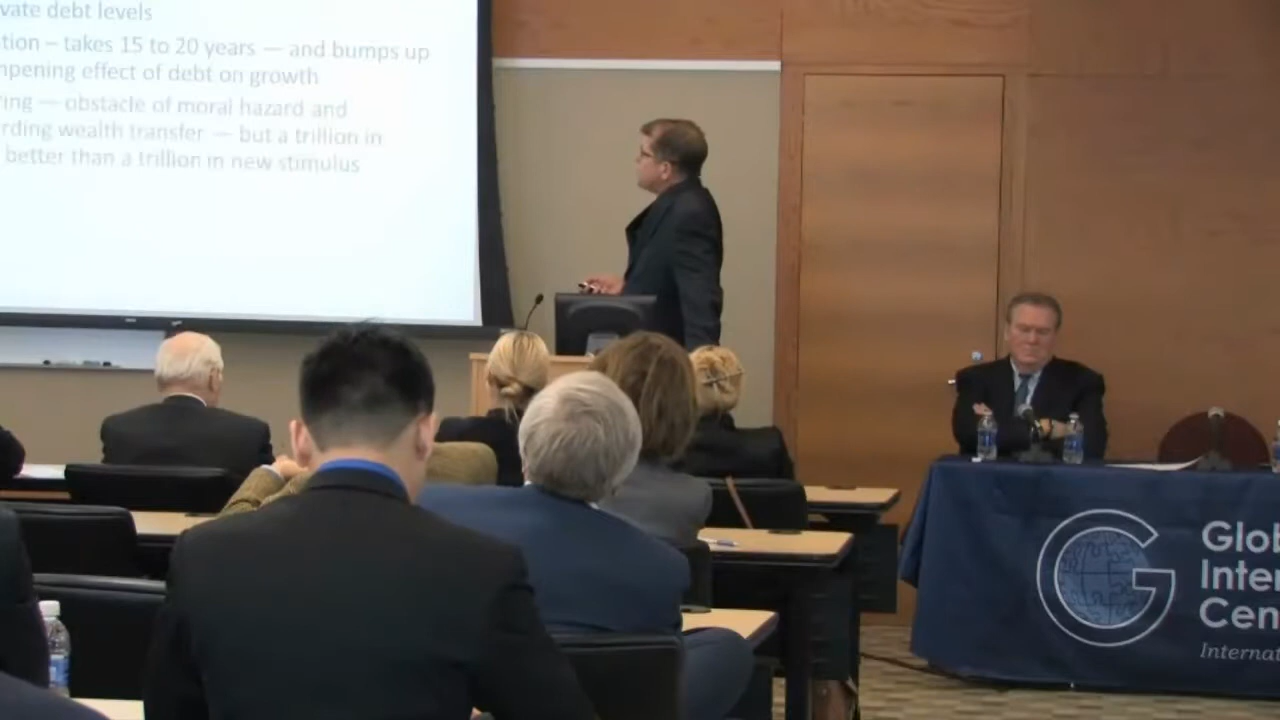 vate debt levels
tion – takes 15 to 20 years — and bumps up
pening effect of debt on growth
ring — obstacle of moral hazard and
rding wealth transfer — but a trillion in
better than a trillion in new stimulus
Glob
Inter
Cen
Internat
G